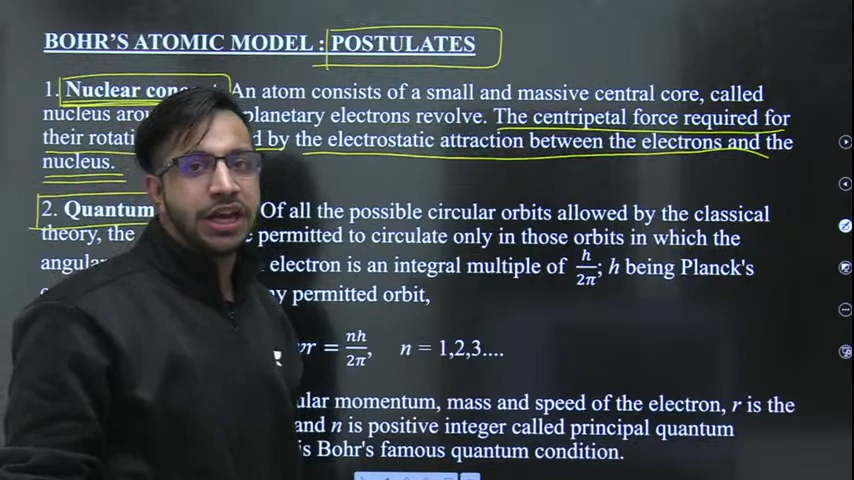 BOHR'S ATOMIC MODEL : POSTULATES
1. Nuclear An atom consists of a small and massive central core, called
nucleus planetary electrons revolve. The centripetal force required for
their by the electrostatic attraction between the electrons and the
nucleus.
2. Quantum Of all the possible circular orbits allowed by the classical
theory, the permitted to circulate only in those orbits in which the
electron is an integral multiple of h/2π; h being Planck's
permitted orbit,
r = nh/2π, n = 1,2,3....
momentum, mass and speed of the electron, r is the
and n is positive integer called principal quantum
is Bohr's famous quantum condition.